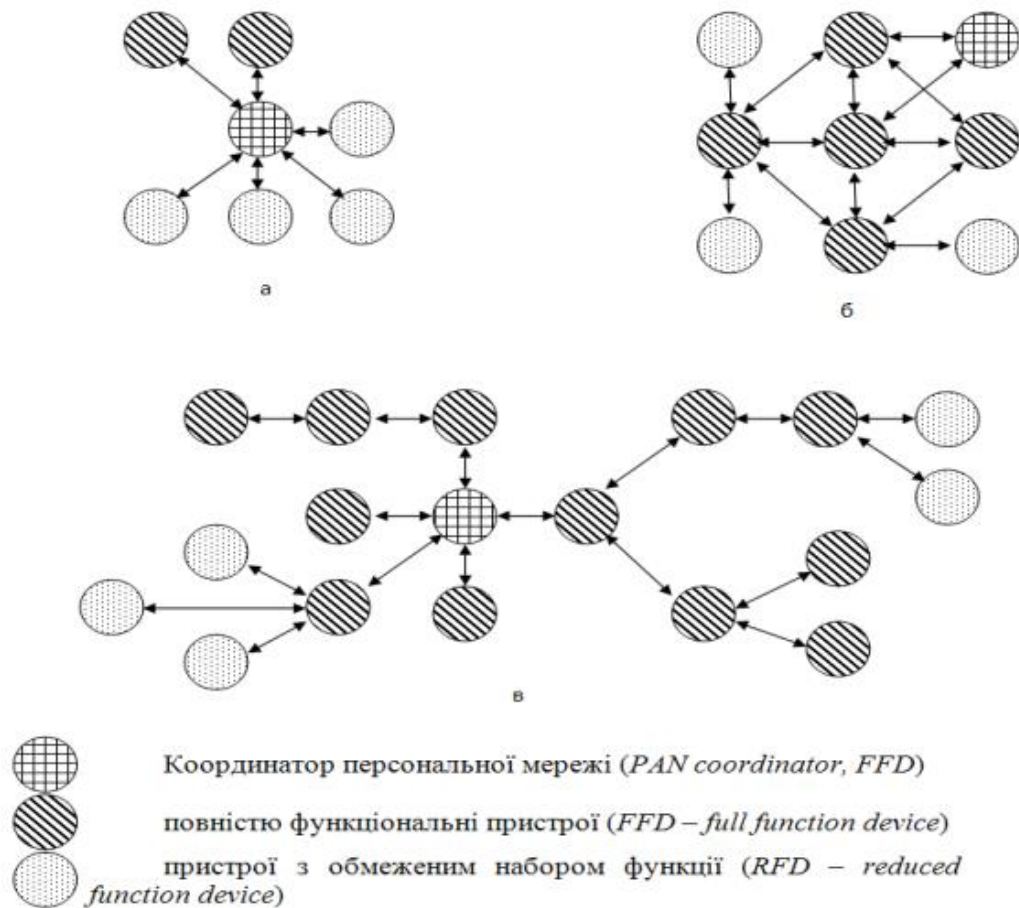 а
б
в
Координатор персональної мережі (PAN coordinator, FFD)
повністю функціональні пристрої (FFD – full function device)
пристрої з обмеженим набором функції (RFD – reduced
function device)